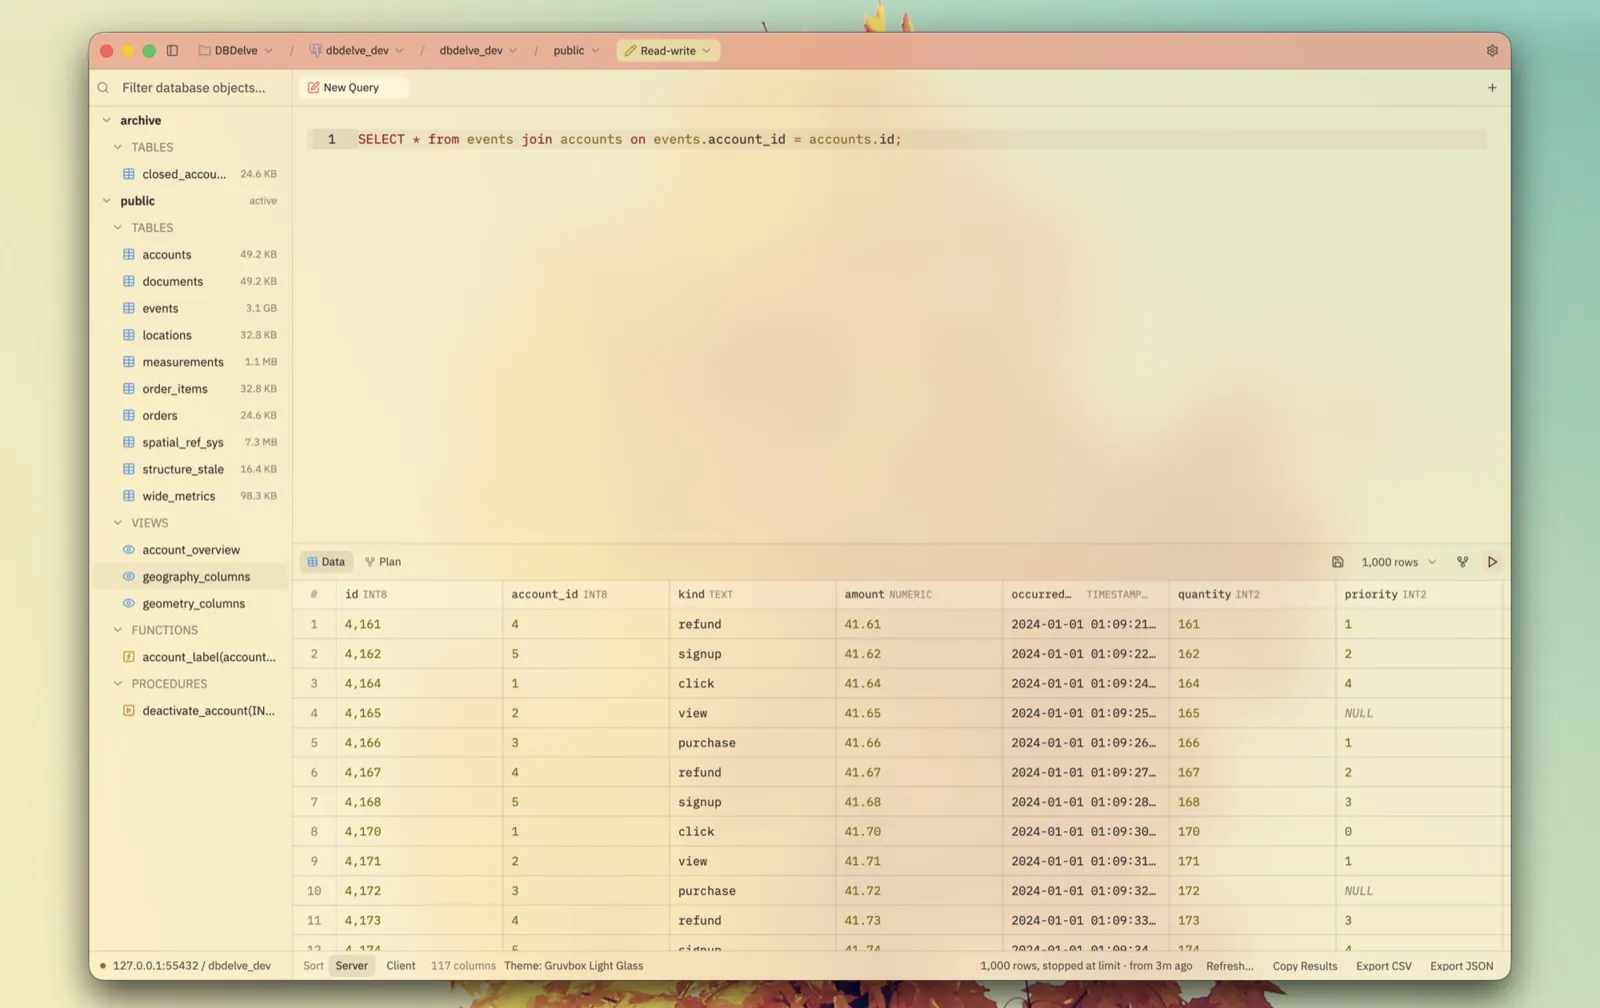 DBDelve / dbdelve_dev / dbdelve_dev / public Read-write
Filter database objects...
New Query
+
archive
TABLES
closed_accou... 24.6 KB
public active
TABLES
accounts 49.2 KB
documents 49.2 KB
events 3.1 GB
locations 32.8 KB
measurements 1.1 MB
order_items 32.8 KB
orders 24.6 KB
spatial_ref_sys 7.3 MB
structure_stale 16.4 KB
wide_metrics 98.3 KB
VIEWS
account_overview
geography_columns
geometry_columns
FUNCTIONS
account_label(account...
PROCEDURES
deactivate_account(IN...
1 SELECT * from events join accounts on events.account_id = accounts.id;
Data Plan 1,000 rows
# id INT8 account_id INT8 kind TEXT amount NUMERIC occurred… TIMESTAMP… quantity INT2 priority INT2
1 4,161 4 refund 41.61 2024-01-01 01:09:21… 161 1
2 4,162 5 signup 41.62 2024-01-01 01:09:22… 162 2
3 4,164 1 click 41.64 2024-01-01 01:09:24… 164 4
4 4,165 2 view 41.65 2024-01-01 01:09:25… 165 NULL
5 4,166 3 purchase 41.66 2024-01-01 01:09:26… 166 1
6 4,167 4 refund 41.67 2024-01-01 01:09:27… 167 2
7 4,168 5 signup 41.68 2024-01-01 01:09:28… 168 3
8 4,170 1 click 41.70 2024-01-01 01:09:30… 170 0
9 4,171 2 view 41.71 2024-01-01 01:09:31… 171 1
10 4,172 3 purchase 41.72 2024-01-01 01:09:32… 172 NULL
11 4,173 4 refund 41.73 2024-01-01 01:09:33… 173 3
12 4,174 5 signup 41.74 2024-01-01 01:09:34 174 4
127.0.0.1:55432 / dbdelve_dev Sort Server Client 117 columns Theme: Gruvbox Light Glass 1,000 rows, stopped at limit · from 3m ago Refresh... Copy Results Export CSV Export JSON